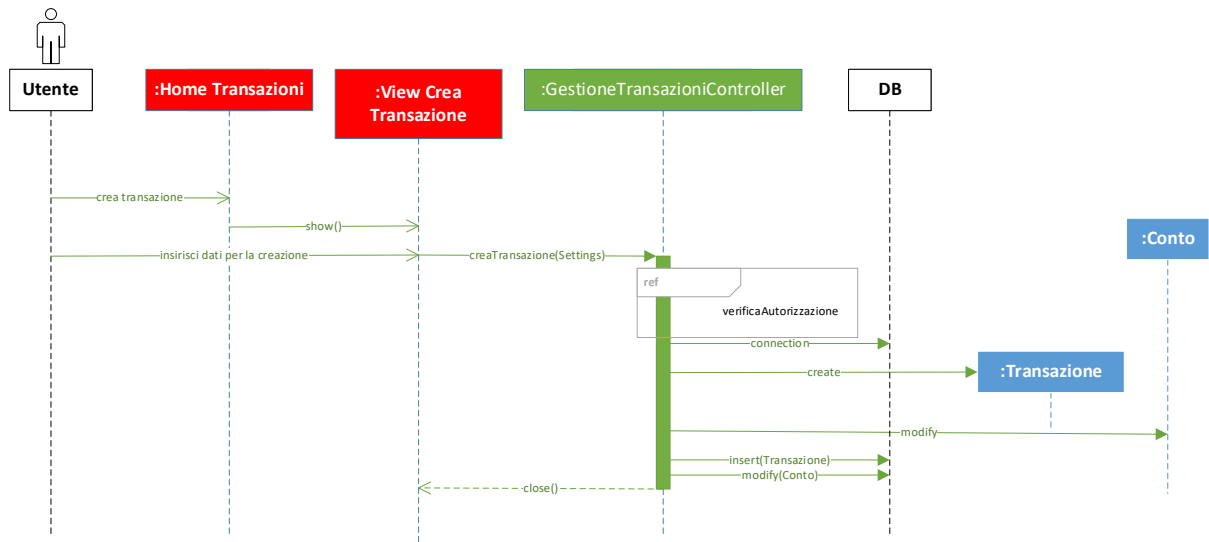 Utente
:Home Transazioni
:View Crea
Transazione
:GestioneTransazioniController
DB
crea transazione
show()
insirisci dati per la creazione
creaTransazione(Settings)
:Conto
ref
verificaAutorizzazione
connection
create
:Transazione
modify
insert(Transazione)
modify(Conto)
close()